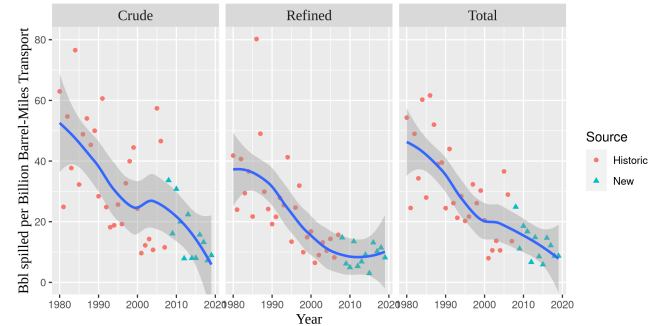 Crude Refined Total
Bbl spilled per Billion Barrel-Miles Transport
80
60
40
20
0
1980 1990 2000 2010 2020 1980 1990 2000 2010 2020 1980 1990 2000 2010 2020
Year
Source
Historic
New